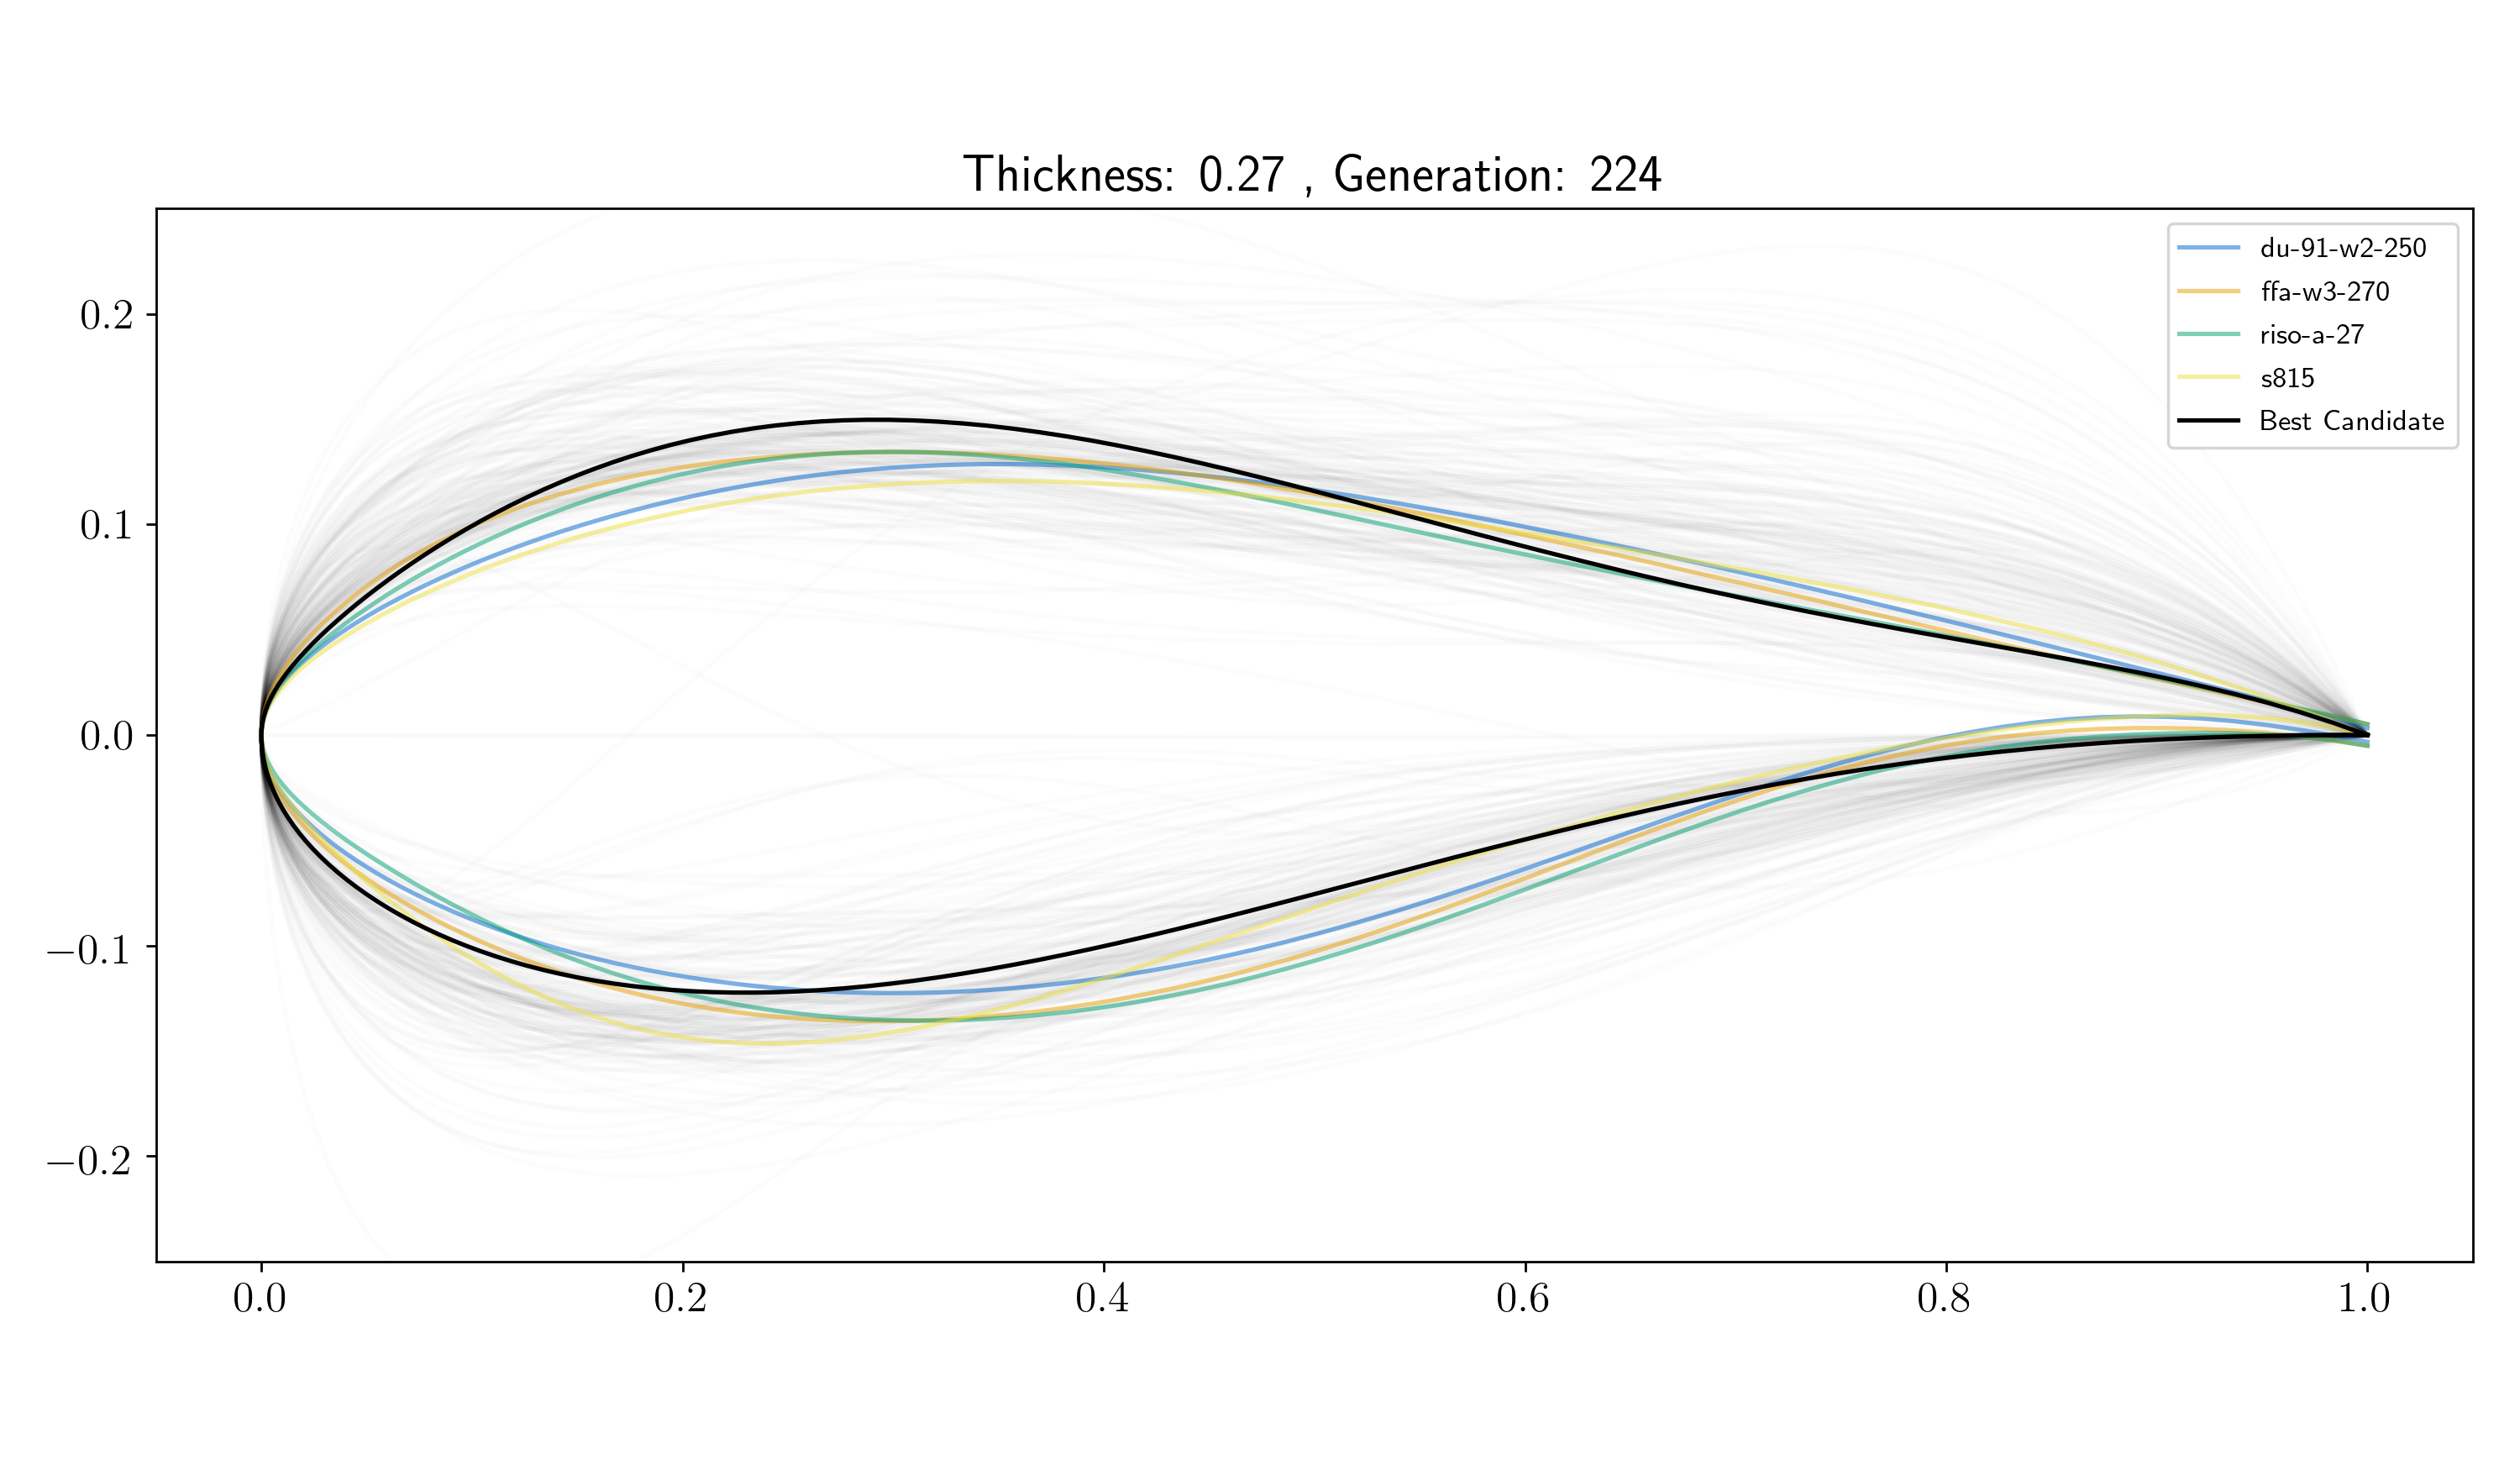 Thickness: 0.27 , Generation: 224
du-91-w2-250
ffa-w3-270
riso-a-27
s815
Best Candidate
0.2
0.1
0.0
−0.1
−0.2
0.0 0.2 0.4 0.6 0.8 1.0